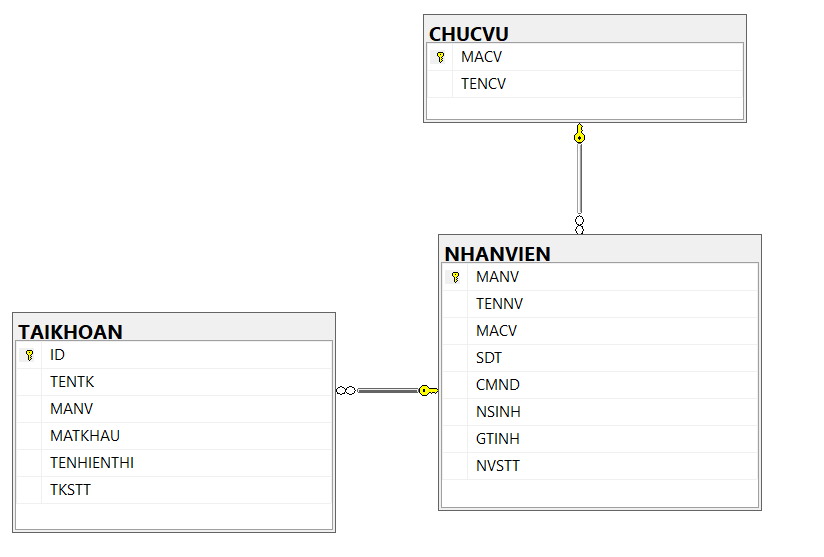 CHUCVU
MACV
TENCV
NHANVIEN
MANV
TENNV
MACV
SDT
CMND
NSINH
GTINH
NVSTT
TAIKHOAN
ID
TENTK
MANV
MATKHAU
TENHIENTHI
TKSTT